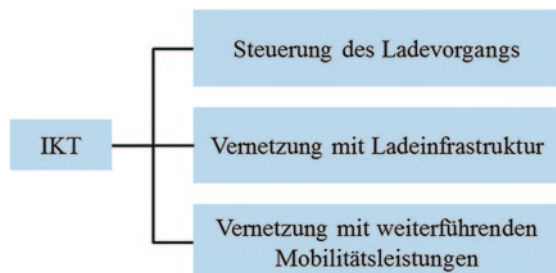 Steuerung des Ladevorgangs
IKT
Vernetzung mit Ladeinfrastruktur
Vernetzung mit weiterführenden
Mobilitätsleistungen